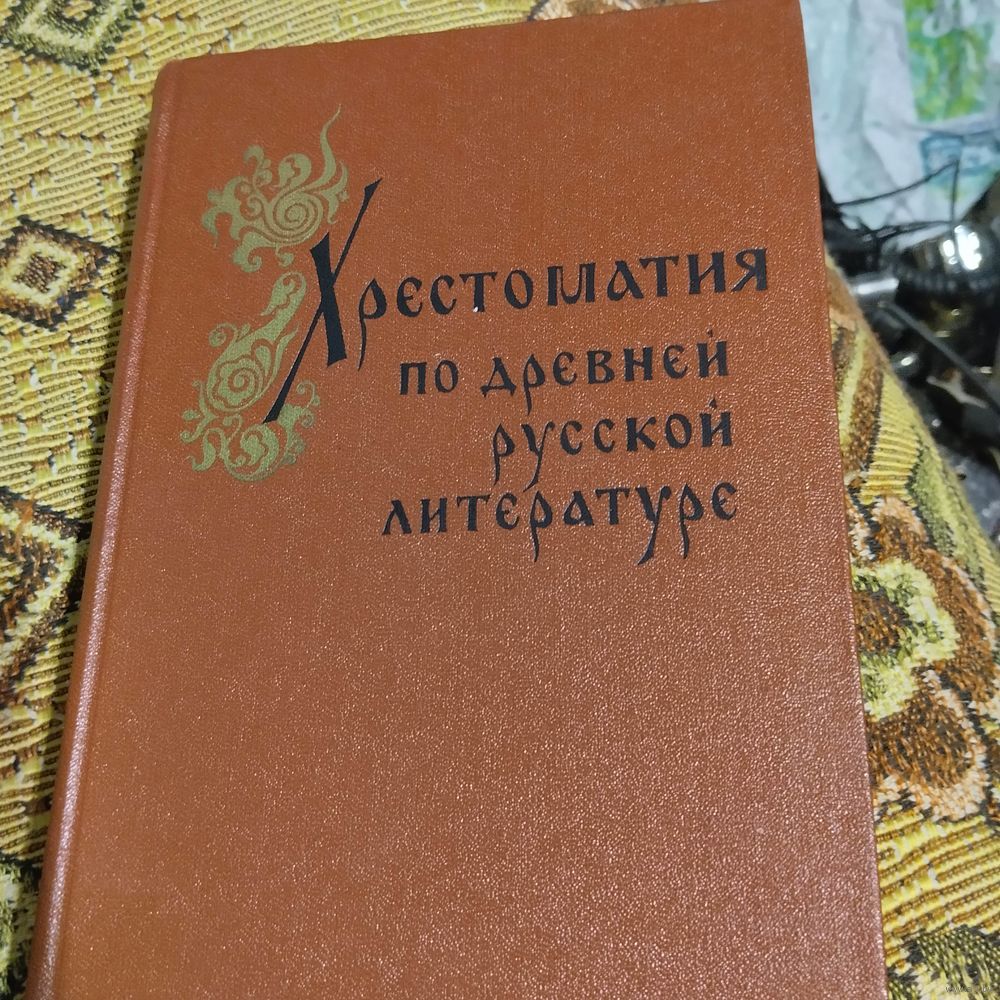 Хрестоматия
по древней
русской
литературе